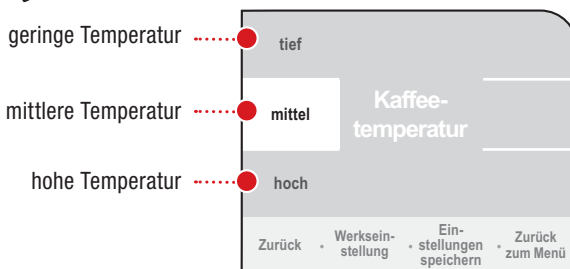 geringe Temperatur
tief
mittlere Temperatur
mittel
Kaffee-
temperatur
hohe Temperatur
hoch
Zurück
Werksein-
stellung
Ein-
stellungen
speichern
Zurück
zum Menü